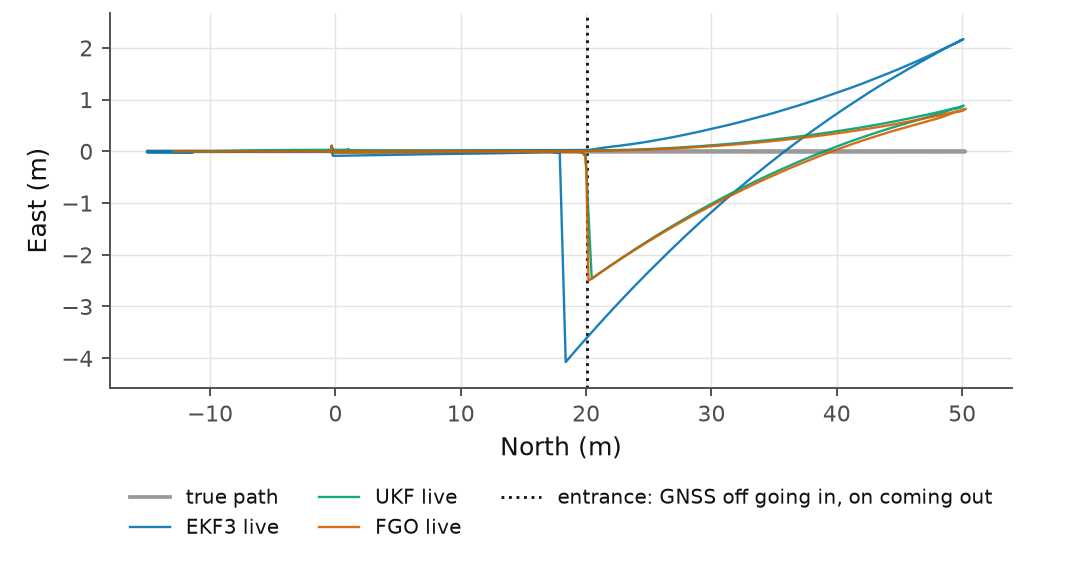 2
1
0
−1
−2
−3
−4
East (m)
−10
0
10
20
30
40
50
North (m)
true path
UKF live
entrance: GNSS off going in, on coming out
EKF3 live
FGO live